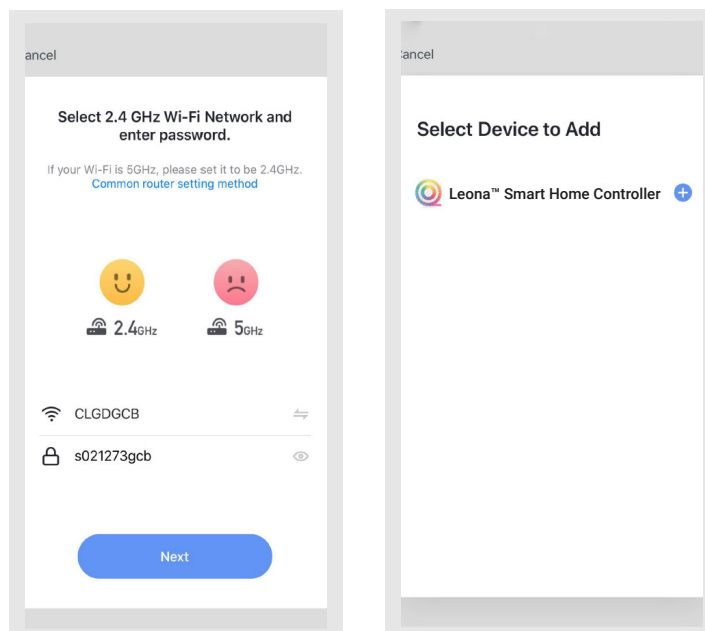 ancel
Select 2.4 GHz Wi-Fi Network and
enter password.
If your Wi-Fi is 5GHz, please set it to be 2.4GHz.
Common router setting method
2.4GHz
5GHz
CLGDGCB
s021273gcb
Next
ancel
Select Device to Add
Leona™ Smart Home Controller